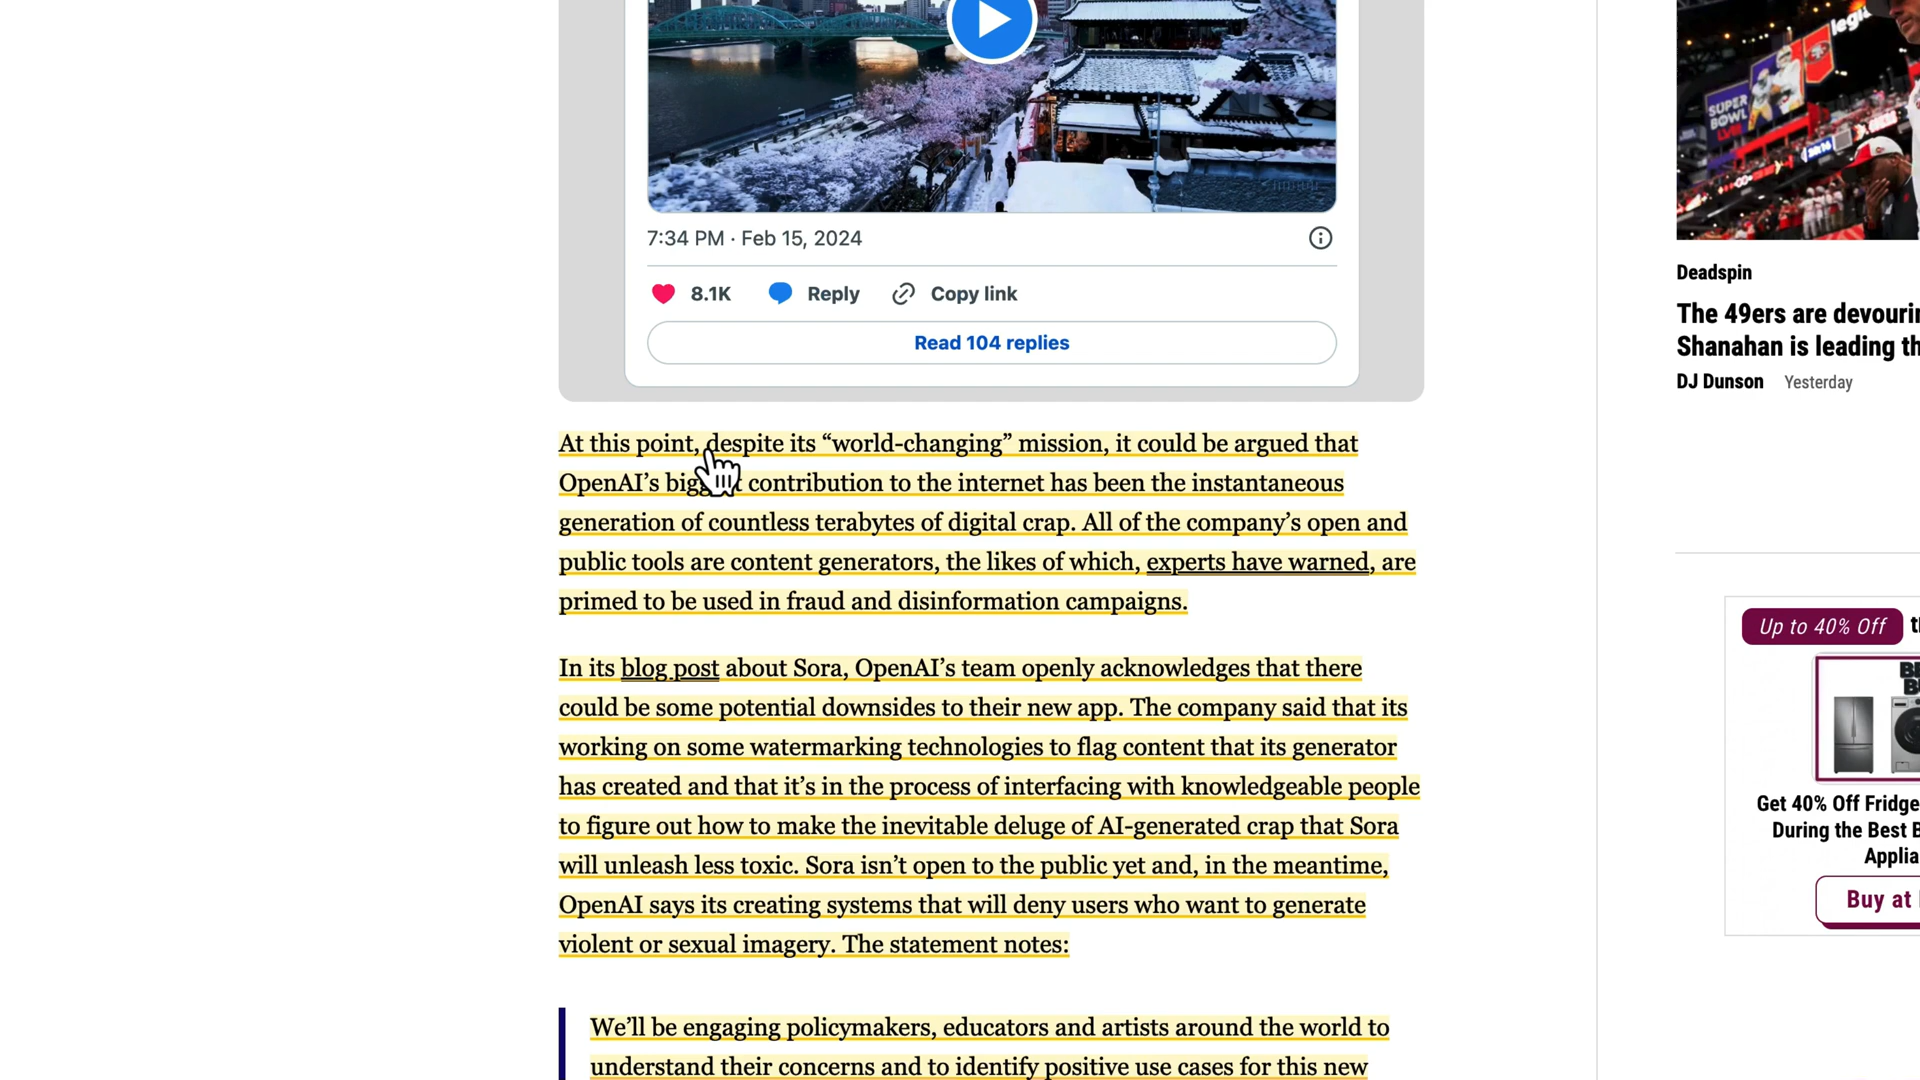 legi
SUPER
BOWL
LVIII
7:34 PM · Feb 15, 2024
8.1K
Reply
Copy link
Read 104 replies
Deadspin
The 49ers are devourin
Shanahan is leading th
DJ Dunson Yesterday
At this point, despite its “world-changing” mission, it could be argued that
OpenAI’s contribution to the internet has been the instantaneous
generation of countless terabytes of digital crap. All of the company’s open and
public tools are content generators, the likes of which, experts have warned, are
primed to be used in fraud and disinformation campaigns.
In its blog post about Sora, OpenAI’s team openly acknowledges that there
could be some potential downsides to their new app. The company said that its
working on some watermarking technologies to flag content that its generator
has created and that it’s in the process of interfacing with knowledgeable people
to figure out how to make the inevitable deluge of AI-generated crap that Sora
will unleash less toxic. Sora isn’t open to the public yet and, in the meantime,
OpenAI says its creating systems that will deny users who want to generate
violent or sexual imagery. The statement notes:
We’ll be engaging policymakers, educators and artists around the world to
understand their concerns and to identify positive use cases for this new
Up to 40% Off
Get 40% Off Fridge
During the Best B
Applia
Buy at